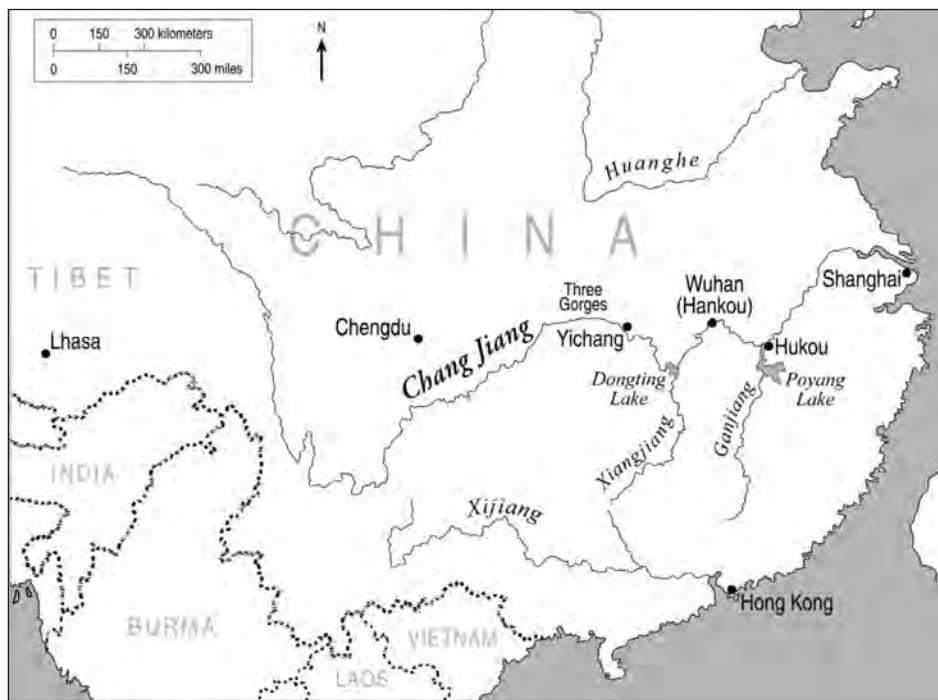 0 150 300 kilometers
0 150 300 miles
N
Huanghe
CHINA
TIBET
Lhasa
Chengdu
Chang Jiang
Three
Gorges
Yichang
Wuhan
(Hankou)
Shanghai
Hukou
Dongting
Lake
Poyang
Lake
Xiangjiang
Ganjiang
Xijiang
INDIA
BURMA
VIETNAM
LAOS
Hong Kong